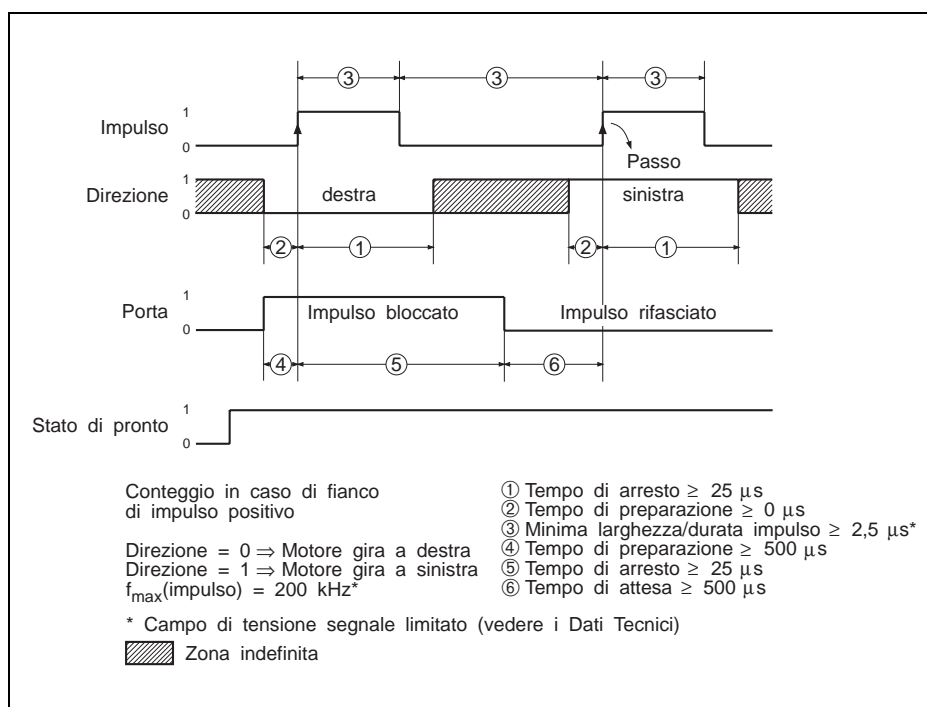 ③ ③ ③
Impulso 1 0
Passo
Direzione 1 0 destra sinistra
② ① ② ①
Porta 1 0 Impulso bloccato Impulso rifasciato
④ ⑤ ⑥
Stato di pronto 1 0
Conteggio in caso di fianco
di impulso positivo
Direzione = 0 ⇒ Motore gira a destra
Direzione = 1 ⇒ Motore gira a sinistra
fmax(impulso) = 200 kHz*
① Tempo di arresto ≥ 25 μs
② Tempo di preparazione ≥ 0 μs
③ Minima larghezza/durata impulso ≥ 2,5 μs*
④ Tempo di preparazione ≥ 500 μs
⑤ Tempo di arresto ≥ 25 μs
⑥ Tempo di attesa ≥ 500 μs
* Campo di tensione segnale limitato (vedere i Dati Tecnici)
Zona indefinita